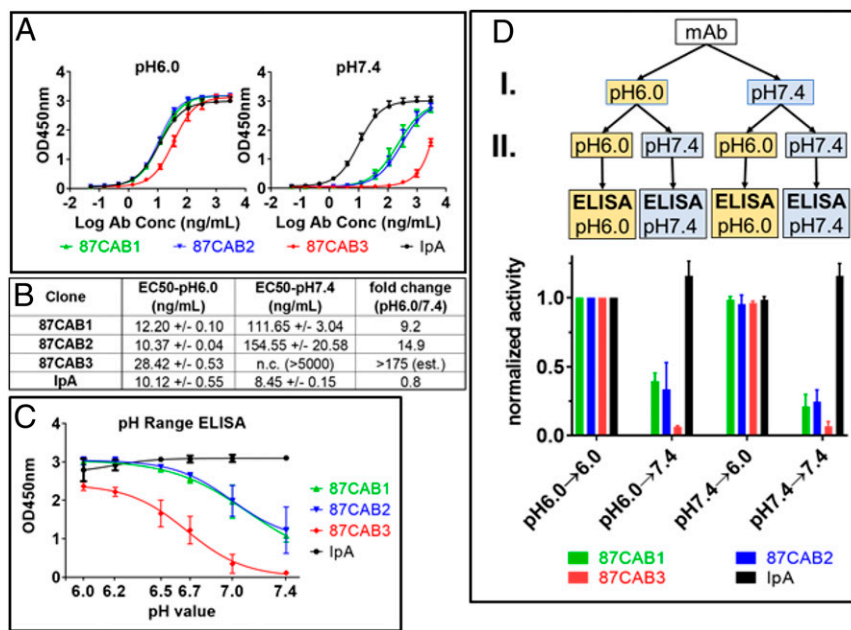 A
pH6.0
pH7.4
OD450nm
4
3
2
1
0
-2 -1 0 1 2 3 4
Log Ab Conc (ng/mL)
OD450nm
4
3
2
1
0
-2 -1 0 1 2 3 4
Log Ab Conc (ng/mL)
87CAB1 87CAB2 87CAB3 IpA
B
Clone EC50-pH6.0 (ng/mL) EC50-pH7.4 (ng/mL) fold change (pH6.0/7.4)
87CAB1 12.20 +/- 0.10 111.65 +/- 3.04 9.2
87CAB2 10.37 +/- 0.04 154.55 +/- 20.58 14.9
87CAB3 28.42 +/- 0.53 n.c. (>5000) >175 (est.)
IpA 10.12 +/- 0.55 8.45 +/- 0.15 0.8
C
pH Range ELISA
OD450nm
4
3
2
1
0
6.0 6.2 6.5 6.7 7.0 7.4
pH value
87CAB1
87CAB2
87CAB3
IpA
D
mAb
I.
pH6.0 pH7.4
II.
pH6.0 pH7.4 pH6.0 pH7.4
ELISA ELISA ELISA ELISA
pH6.0 pH7.4 pH6.0 pH7.4
normalized activity
1.0
0.5
0.0
pH6.0→6.0
pH6.0→7.4
pH7.4→6.0
pH7.4→7.4
87CAB1 87CAB2
87CAB3 IpA